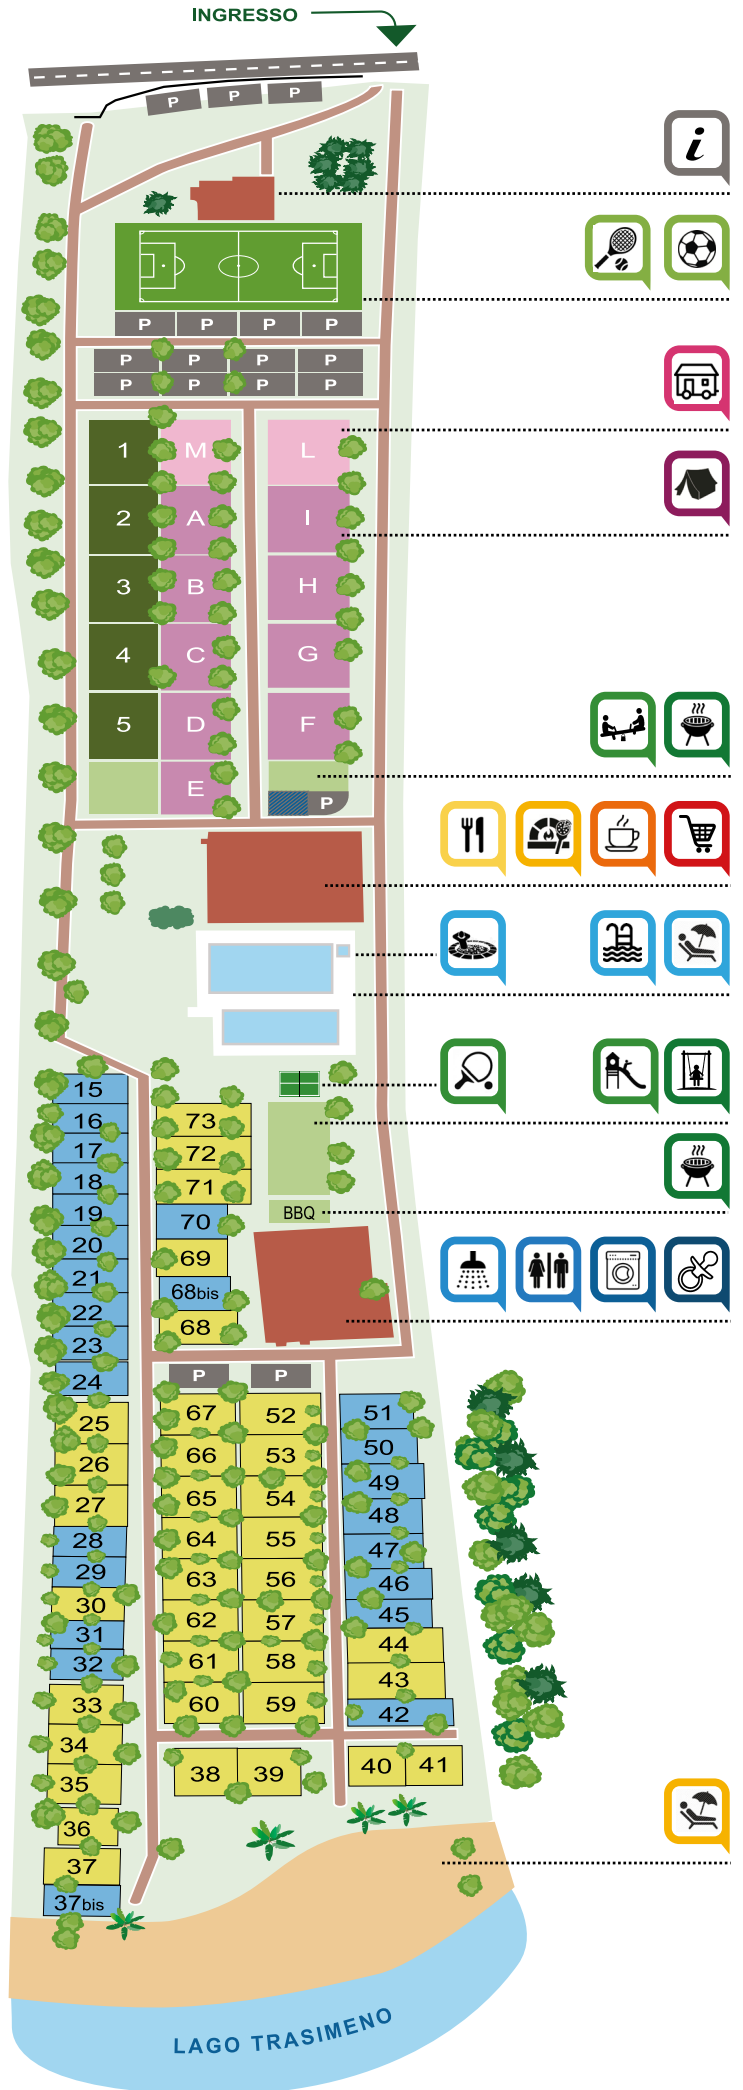 INGRESSO
P P P
i
P P P P
P P P P
P P P P
1 M L
2 A I
3 B H
4 C G
5 D F
E P
15
16 73
17 72
18 71
19 70 BBQ
20 69
21 68bis
22 68
23
24 P P
25 67 52 51
26 66 53 50
27 65 54 49
28 64 55 48
29 63 56 47
30 62 57 46
31 61 58 45
32 60 59 44
33 43
34 42
35 38 39 40 41
36
37
37bis
LAGO TRASIMENO